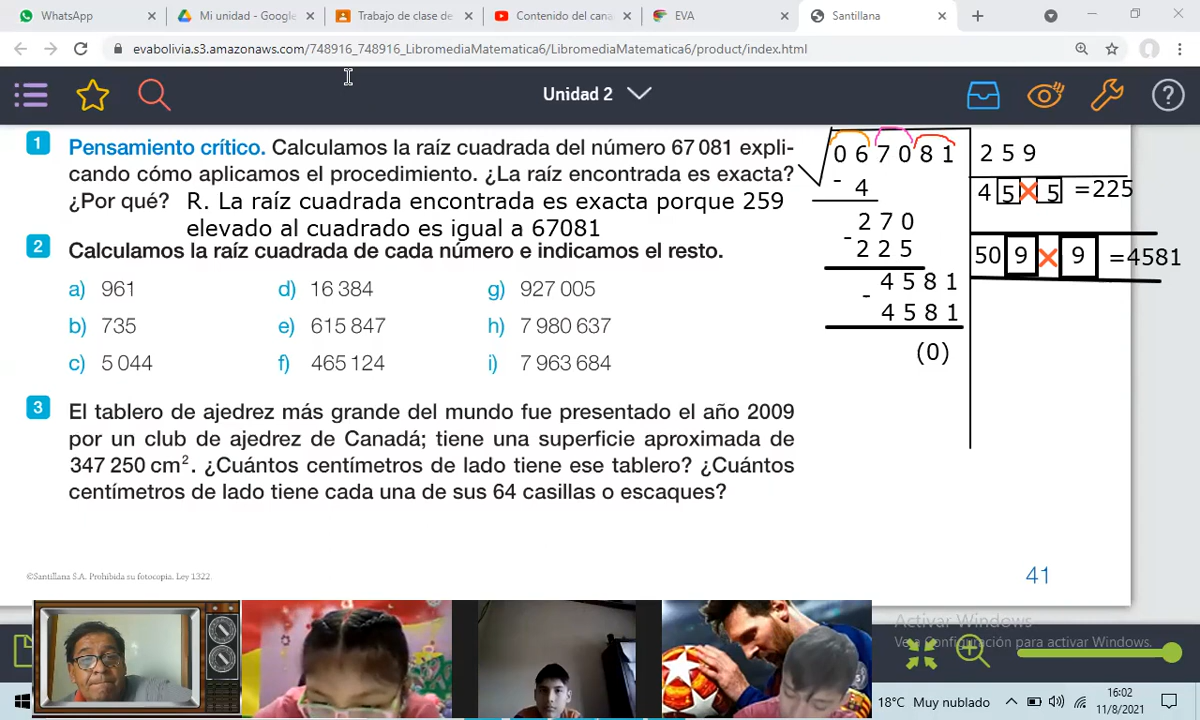 WhatsApp
Mi unidad - Google
Trabajo de clase de
Contenido del cana
EVA
Santillana
evabolivia.s3.amazonaws.com/748916_748916_LibromediaMatematica6/LibromediaMatematica6/product/index.html
Unidad 2
1 Pensamiento crítico. Calculamos la raíz cuadrada del número 67 081 expli-
cando cómo aplicamos el procedimiento. ¿La raíz encontrada es exacta?
¿Por qué? R. La raíz cuadrada encontrada es exacta porque 259
elevado al cuadrado es igual a 67081
2 Calculamos la raíz cuadrada de cada número e indicamos el resto.
a) 961 d) 16 384 g) 927 005
b) 735 e) 615 847 h) 7 980 637
c) 5 044 f) 465 124 i) 7 963 684
3 El tablero de ajedrez más grande del mundo fue presentado el año 2009
por un club de ajedrez de Canadá; tiene una superficie aproximada de
347 250 cm². ¿Cuántos centímetros de lado tiene ese tablero? ¿Cuántos
centímetros de lado tiene cada una de sus 64 casillas o escaques?
0 6 7 0 8 1 2 5 9
- 4 4 5 × 5 =225
2 7 0
- 2 2 5 50 9 × 9 =4581
4 5 8 1
- 4 5 8 1
(0)
©Santillana S.A. Prohibida su fotocopia. Ley 1322.
41
Activar Windows
Ve a Configuración para activar Windows.
18°C Muy nublado
16:02
11/8/2021